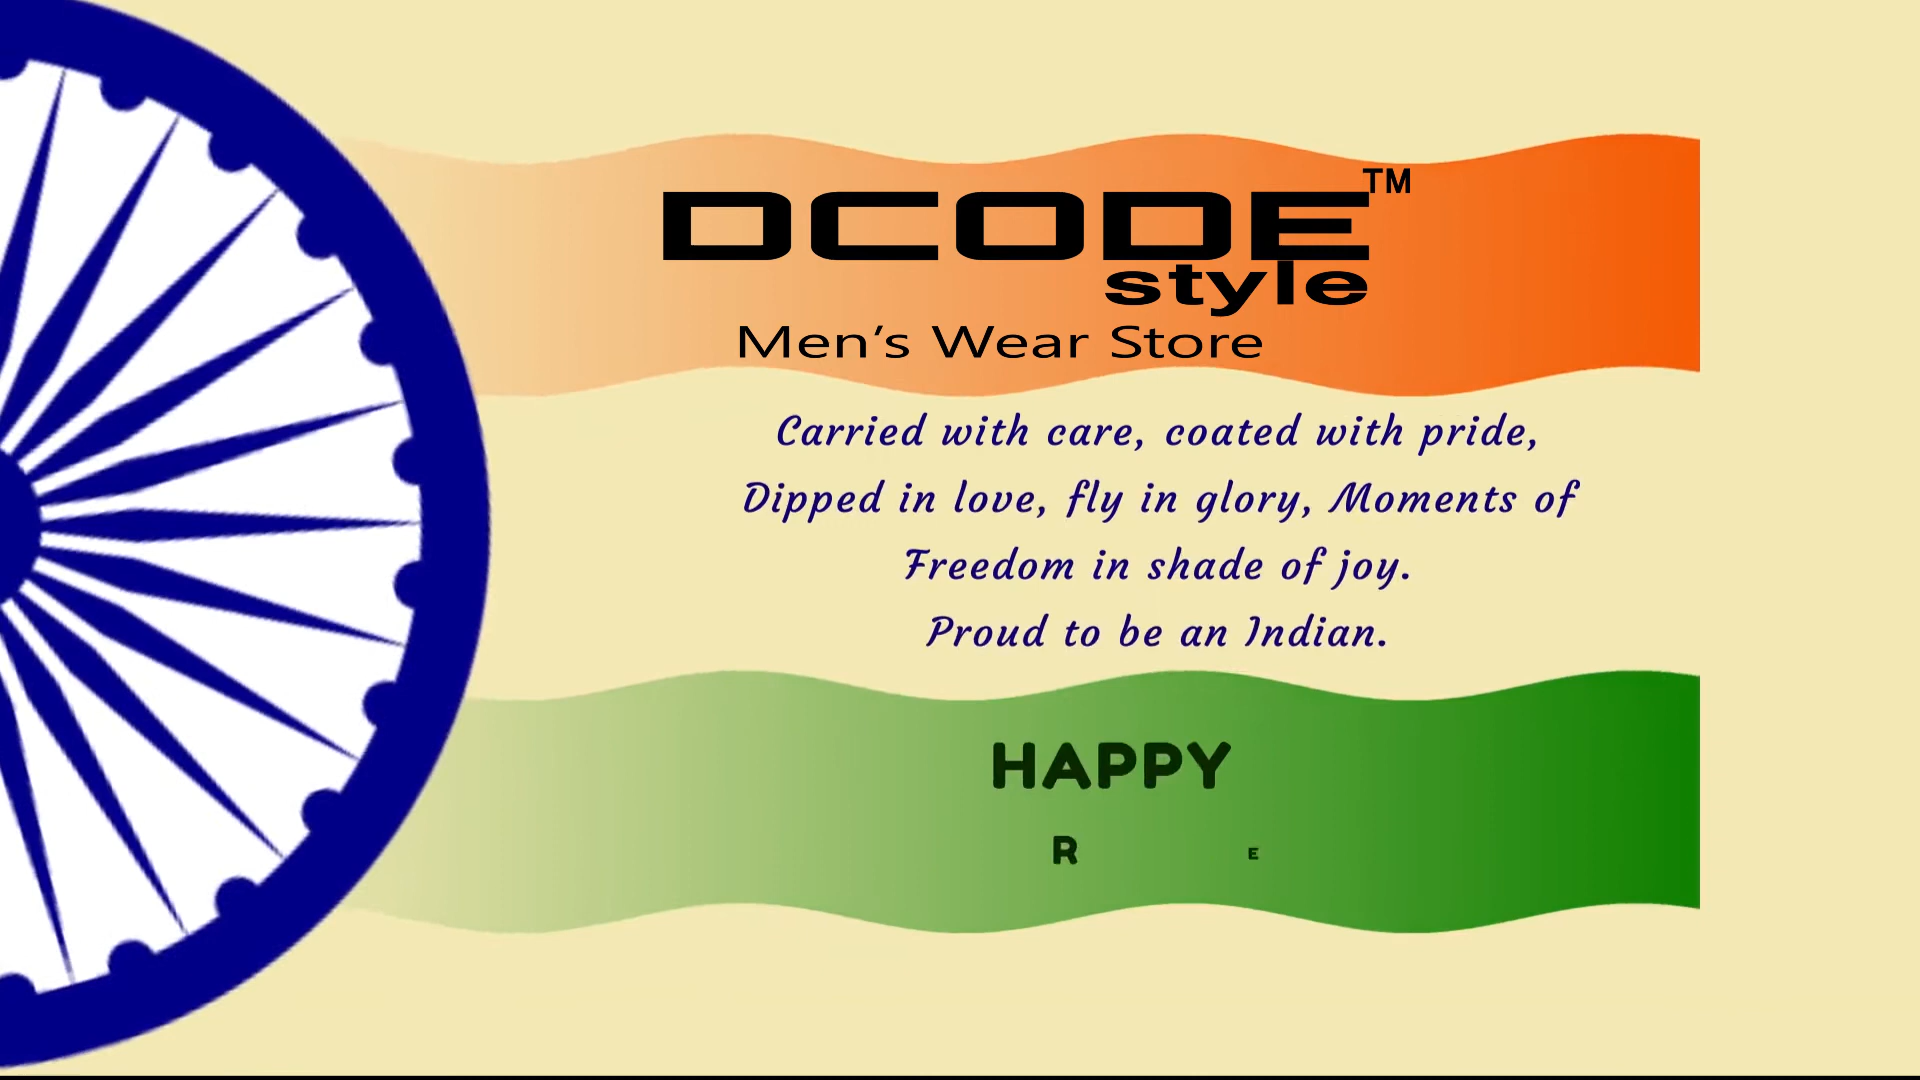 DCODE™
style
Men's Wear Store
Carried with care, coated with pride,
Dipped in love, fly in glory, Moments of
Freedom in shade of joy.
Proud to be an Indian.
HAPPY
R E